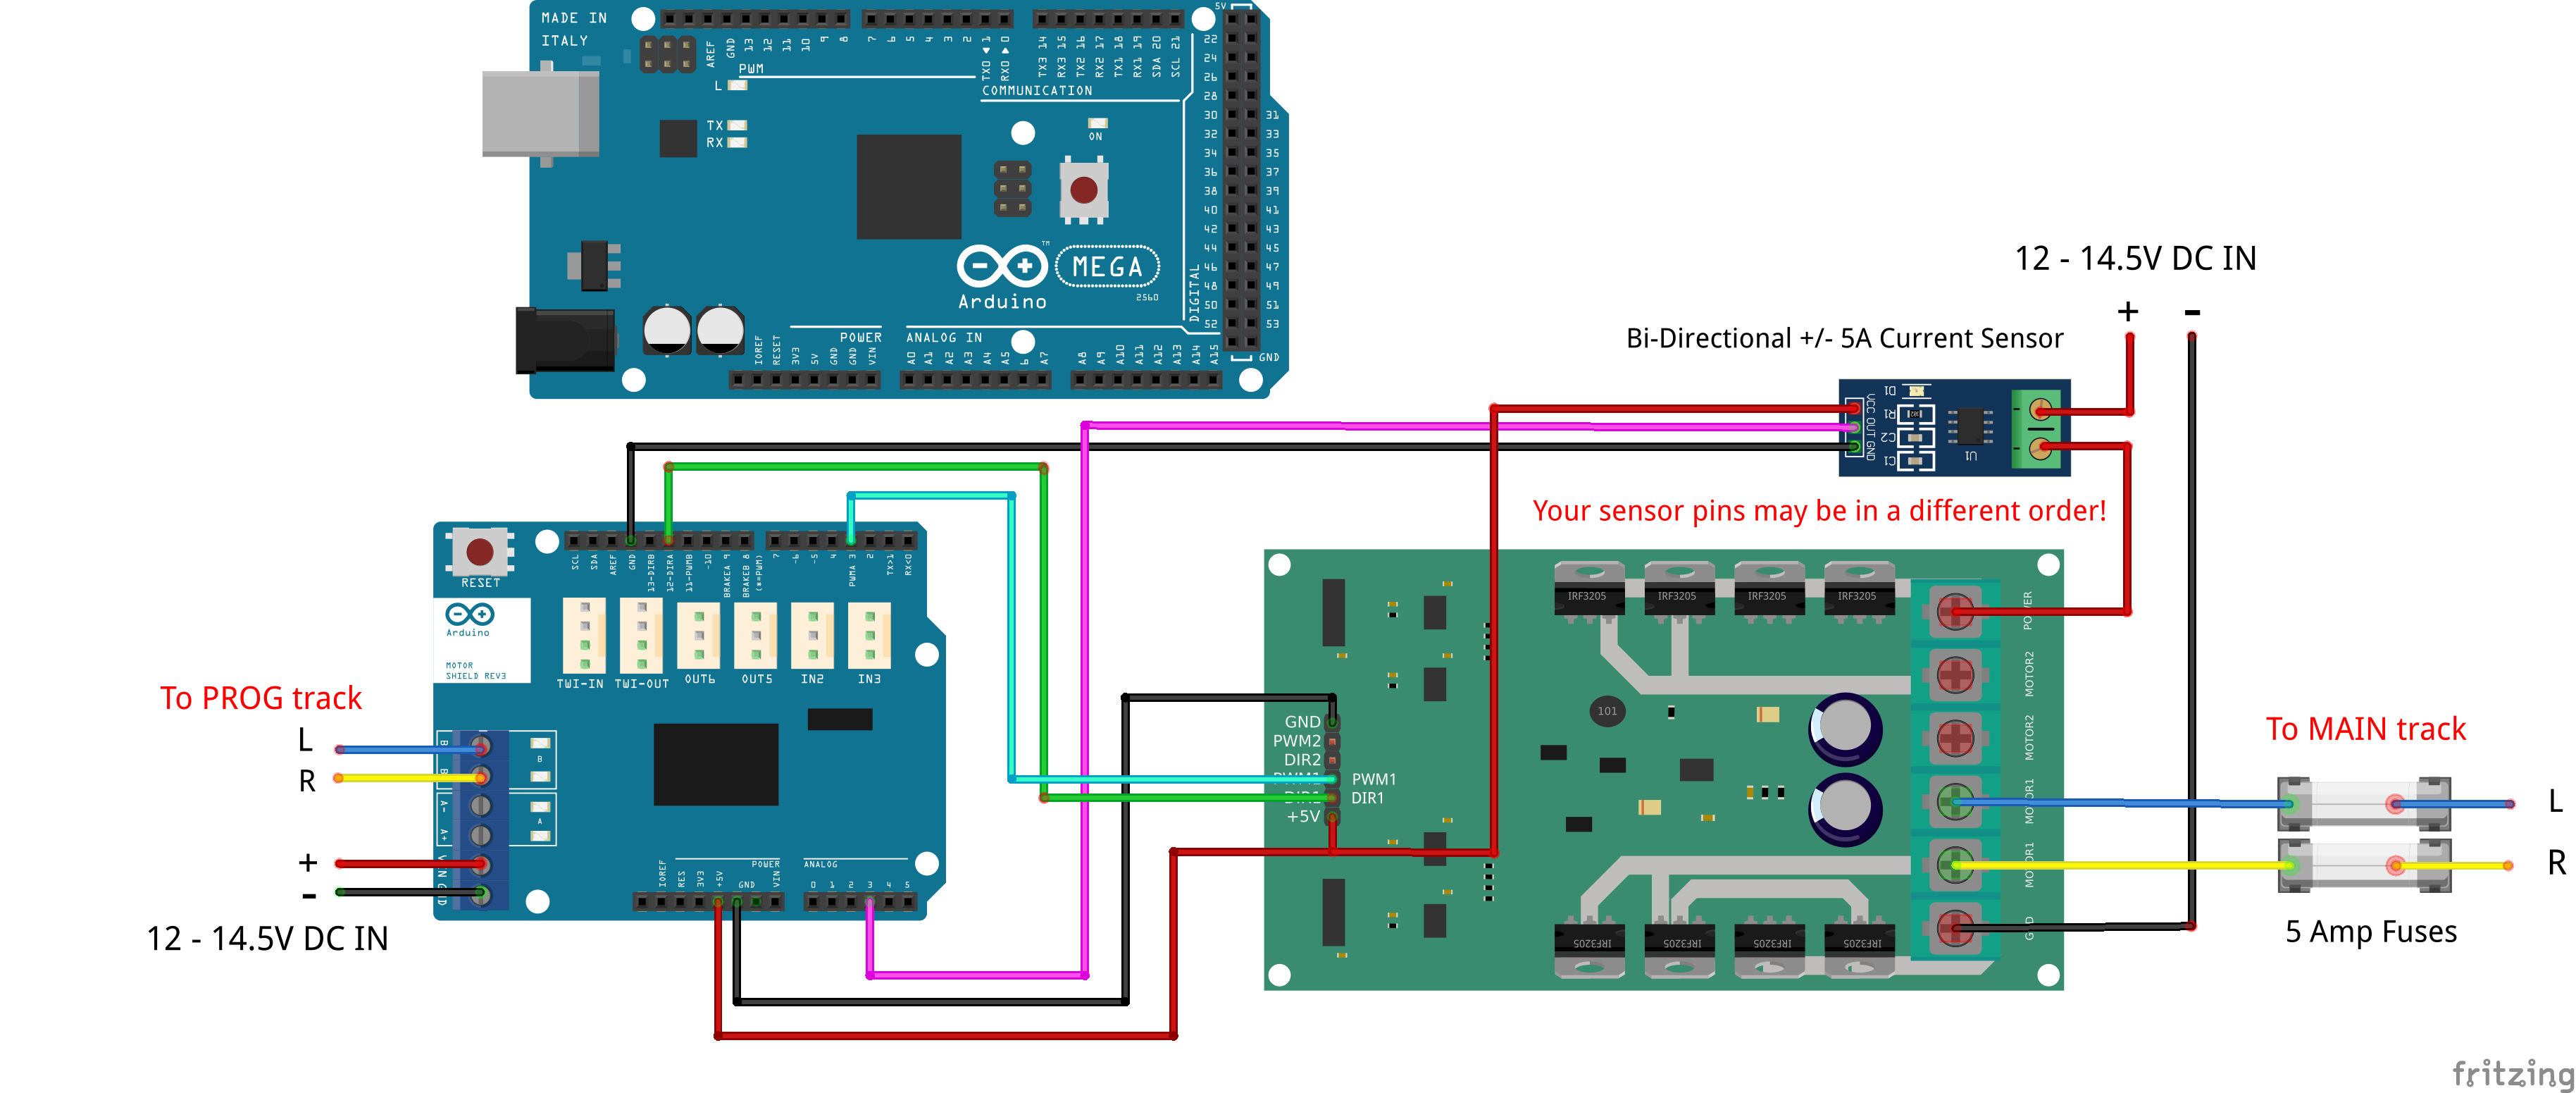 MADE IN
ITALY
AREF
GND
13
12
11
10
9
8
7
6
5
4
3
2
TX0 1
RX0 0
TX3 14
RX3 15
TX2 16
RX2 17
TX1 18
RX1 19
SDA 20
SCL 21
5V
PWM
L
COMMUNICATION
TX
RX
ON
22
24
26
28
30 31
32 33
34 35
36 37
38 39
40 41
42 43
44 45
46 47
48 49
50 51
52 53
GND
DIGITAL
MEGA
2560
TM
Arduino
POWER
ANALOG IN
IOREF
RESET
3V3
5V
GND
GND
VIN
A0
A1
A2
A3
A4
A5
6
A7
A8
A9
A10
A11
A12
A13
A14
A15
12 - 14.5V DC IN
+ -
Bi-Directional +/- 5A Current Sensor
VCC OUT GND
D1
R1
C2
C1
U1
Your sensor pins may be in a different order!
RESET
SCL
SDA
AREF
GND
13-DIRB
12-DIRA
11-PWMB
-10
BRAKEA 9
BRAKEB 8
(*=PWM)
7
-6
-5
4
PWMA 3
2
TX>1
RX<0
Arduino
MOTOR
SHIELD REV3
TWI-IN
TWI-OUT
OUT6
OUT5
IN2
IN3
To PROG track
L
R
+
-
12 - 14.5V DC IN
B
A
A-
A+
IOREF
RES
3V3
+5V
GND
VIN
POWER
ANALOG
0
1
2
3
4
5
IRF3205
IRF3205
IRF3205
IRF3205
GND
PWM2
DIR2
PWM1
DIR1
+5V
PWM1
DIR1
101
MOTOR2
MOTOR2
MOTOR1
MOTOR1
IRF3205
IRF3205
IRF3205
IRF3205
To MAIN track
L
R
5 Amp Fuses
fritzing